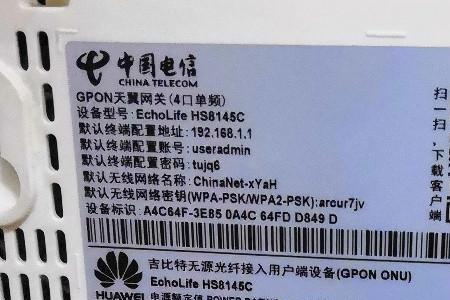 中国电信
CHINA TELECOM
GPON天翼网关(4口单频)
设备型号: EchoLife HS8145C
默认终端配置地址: 192.168.1.1
默认终端配置账号: useradmin
默认终端配置密码: tujq6
默认无线网络名称: ChinaNet-xYaH
默认无线网络密钥(WPA-PSK/WPA2-PSK):arcur7jv
设备标识: A4C64F-3E85 0A4C 64FD D849 D
扫一扫,下载客户端
HUAWEI
吉比特无源光纤接入用户端设备(GPON ONU)
EchoLife HS8145C